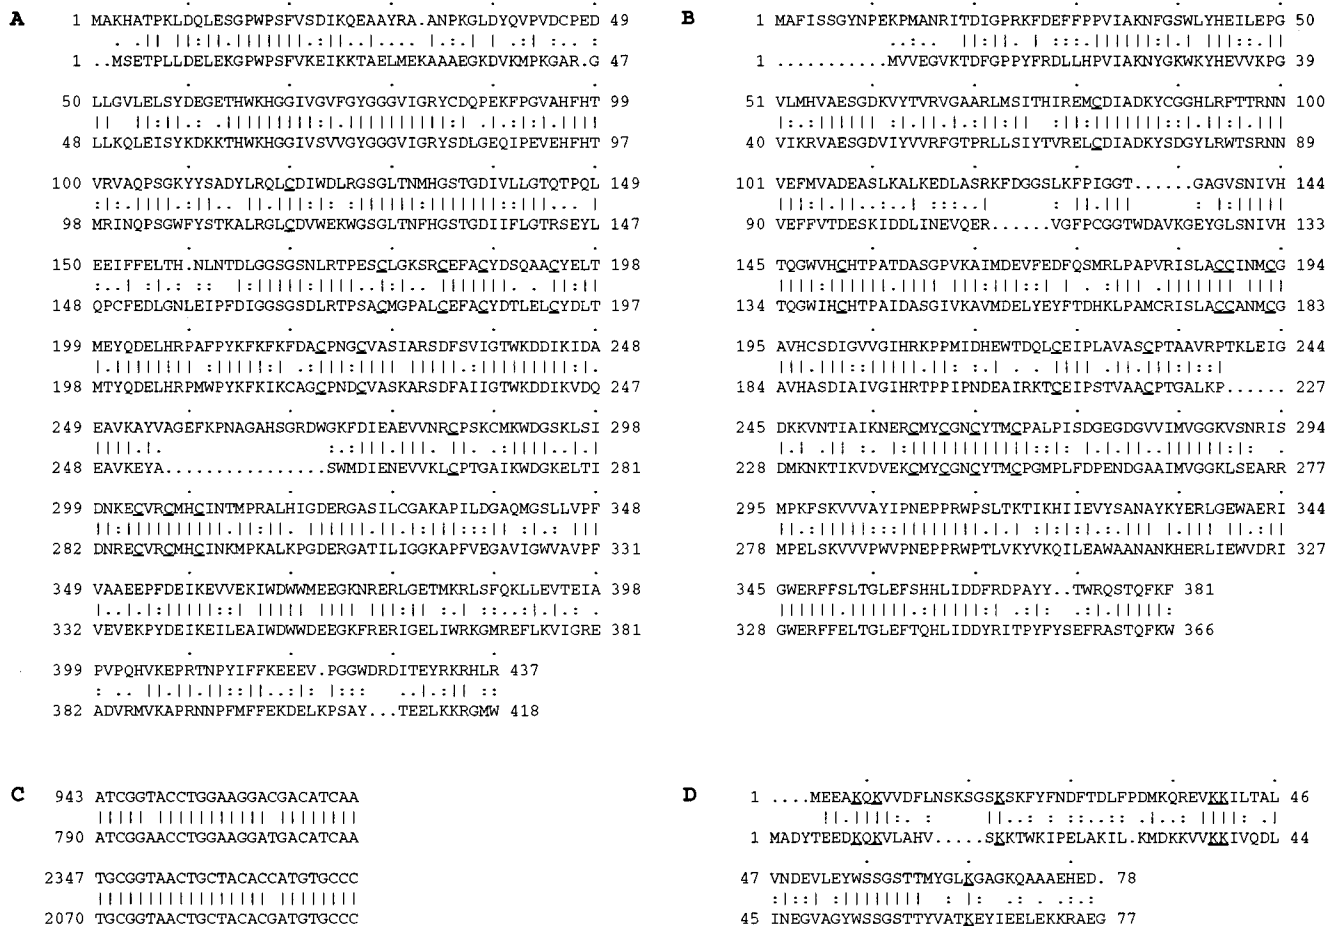 A
1 MAKHATPKLDQLESGPWPSFVSDIKQEAAYRA.ANPKGLDYQVPVDCPED 49
1 ..MSETPLLDELEKGPWPSFVKEIKKTAELMEKAAAEGKDVKMPKGAR.G 47
50 LLGVLELSYDEGETHWKHGGIVGVFGYGGGVIGRYCDQPEKFPGVAHFHT 99
48 LLKQLEISYKDKKTHWKHGGIVSVVGYGGGVIGRYSDLGEQIPEVEHFHT 97
100 VRVAQPSGKYYSADYLRQLCDIWDLRGSGLTNMHGSTGDIVLLGTQTPQL 149
98 MRINQPSGWFYSTKALRGLCDVWEKWGSGLTNFHGSTGDIIFLGTRSEYL 147
150 EEIFFELTH.NLNTDLGGSGSNLRTPESCLGKSRCEFACYDSQAACYELT 198
148 QPCFEDLGNLEIPFDIGGSGSDLRTPSACMGPALCEFACYDTLELCYDLT 197
199 MEYQDELHRPAFPYKFKFKFDACPNGCVASIARSDFSVIGTWKDDIKIDA 248
198 MTYQDELHRPMWPYKFKIKCAGCPNDCVASKARSDFAIIGTWKDDIKVDQ 247
249 EAVKAYVAGEFKPNAGAHSGRDWGKFDIEAEVVNRCPSKCMKWDGSKLSI 298
248 EAVKEYA................SWMDIENEVVKLCPTGAIKWDGKELTI 281
299 DNKECVRCMHCINTMPRALHIGDERGASILCGAKAPILDGAQMGSLLVPF 348
282 DNRECVRCMHCINKMPKALKPGDERGATILIGGKAPFVEGAVIGWVAVPF 331
349 VAAEEPFDEIKEVVEKIWDWWMEEGKNRERLGETMKRLSFQKLLEVTEIA 398
332 VEVEKPYDEIKEILEAIWDWWDEEGKFRERIGELIWRKGMREFLKVIGRE 381
399 PVPQHVKEPRTNPYIFFKEEEV.PGGWDRDITEYRKRHLR 437
382 ADVRMVKAPRNNPFMFFEKDELKPSAY...TEELKKRGMW 418
B
1 MAFISSGYNPEKPMANRITDIGPRKFDEFFPPVIAKNFGSWLYHEILEPG 50
1 ...........MVVEGVKTDFGPPYFRDLLHPVIAKNYGKWKYHEVVKPG 39
51 VLMHVAESGDKVYTVRVGAARLMSITHIREMCDIADKYCGGHLRFTTRNN 100
40 VIKRVAESGDVIYVVRFGTPRLLSIYTVRELCDIADKYSDGYLRWTSRNN 89
101 VEFMVADEASLKALKEDLASRKFDGGSLKFPIGGT......GAGVSNIVH 144
90 VEFFVTDESKIDDLINEVQER......VGFPCGGTWDAVKGEYGLSNIVH 133
145 TQGWVHCHTPATDASGPVKAIMDEVFEDFQSMRLPAPVRISLACCINMCG 194
134 TQGWIHCHTPAIDASGIVKAVMDELYEYFTDHKLPAMCRISLACCANMCG 183
195 AVHCSDIGVVGIHRKPPMIDHEWTDQLCEIPLAVASCPTAAVRPTKLEIG 244
184 AVHASDIAIVGIHRTPPIPNDEAIRKTCEIPSTVAACPTGALKP...... 227
245 DKKVNTIAIKNERCMYCGNCYTMCPALPISDGEGDGVVIMVGGKVSNRIS 294
228 DMKNKTIKVDVEKCMYCGNCYTMCPGMPLFDPENDGAAIMVGGKLSEARR 277
295 MPKFSKVVVAYIPNEPPRWPSLTKTIKHIIEVYSANAYKYERLGEWAERI 344
278 MPELSKVVVPWVPNEPPRWPTLVKYVKQILEAWAANANKHERLIEWVDRI 327
345 GWERFFSLTGLEFSHHLIDDFRDPAYY..TWRQSTQFKF 381
328 GWERFFELTGLEFTQHLIDDYRITPYFYSEFRASTQFKW 366
C
943 ATCGGTACCTGGAAGGACGACATCAA
790 ATCGGAACCTGGAAGGATGACATCAA
2347 TGCGGTAACTGCTACACCATGTGCCC
2070 TGCGGTAACTGCTACACGATGTGCCC
D
1 ....MEEAKQKVVDFLNSKSGSKSKFYFNDFTDLFPDMKQREVKKILTAL 46
1 MADYTEEDKQKVLAHV.....SKKTWKIPELAKIL.KMDKKVVKKIVQDL 44
47 VNDEVLEYWSSGSTTMYGLKGAGKQAAAEHED. 78
45 INEGVAGYWSSGSTTYVATKEYIEELEKKRAEG 77